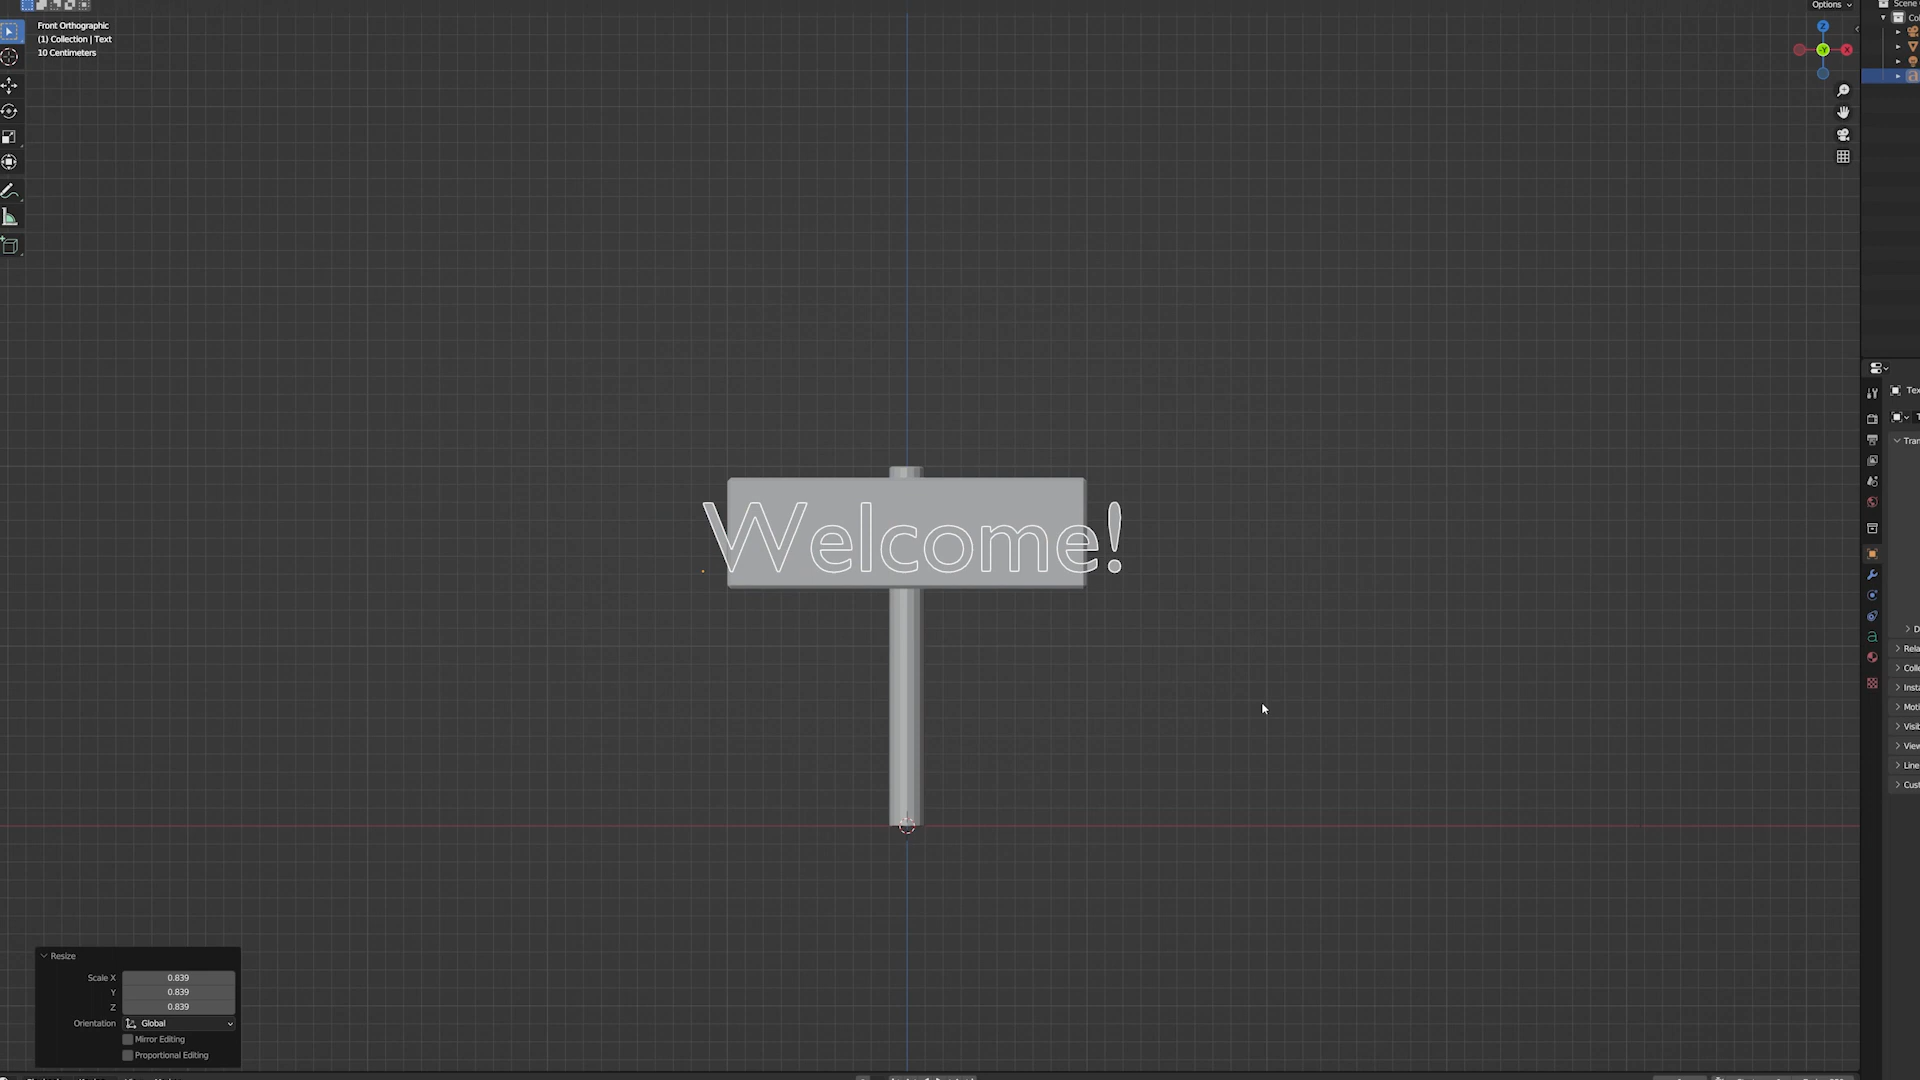 Options
Scene
Front Orthographic
(1) Collection | Text
10 Centimeters
Welcome!
Resize
Scale X 0.839
Y 0.839
Z 0.839
Orientation Global
Mirror Editing
Proportional Editing